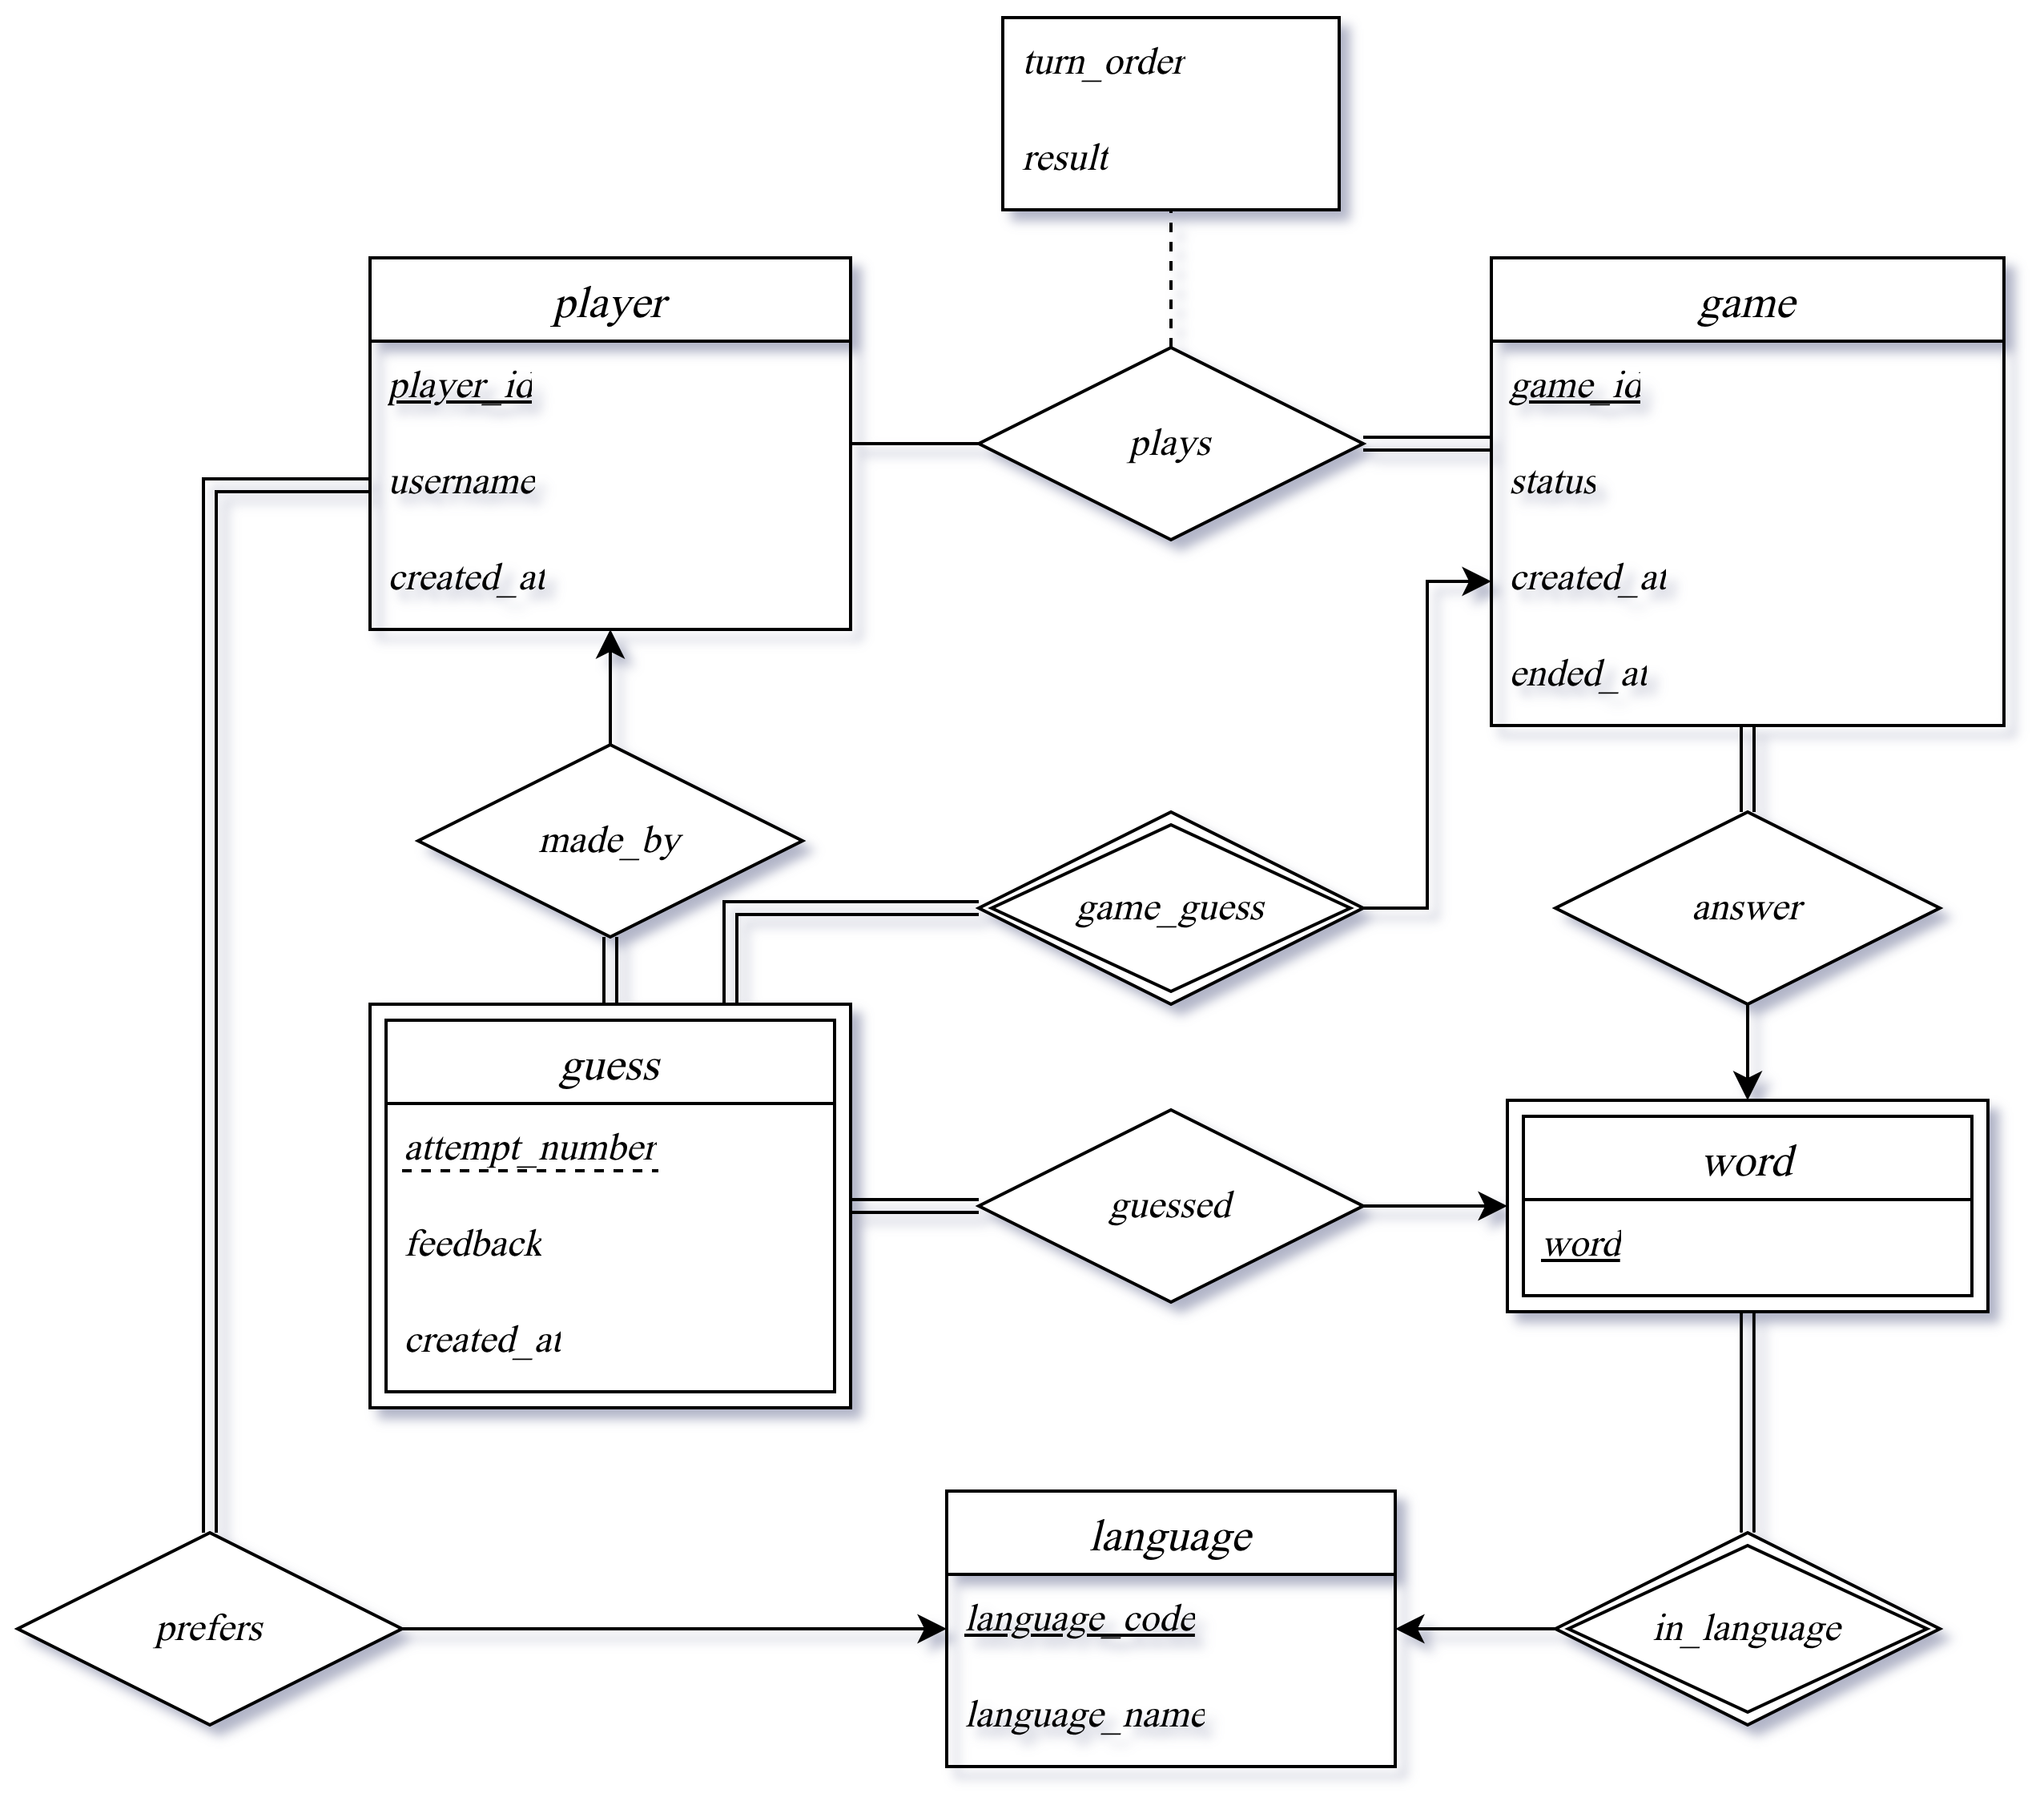 turn_order
result
player
player_id
username
created_at
plays
game
game_id
status
created_at
ended_at
made_by
game_guess
answer
guess
attempt_number
feedback
created_at
guessed
word
word
prefers
language
language_code
language_name
in_language